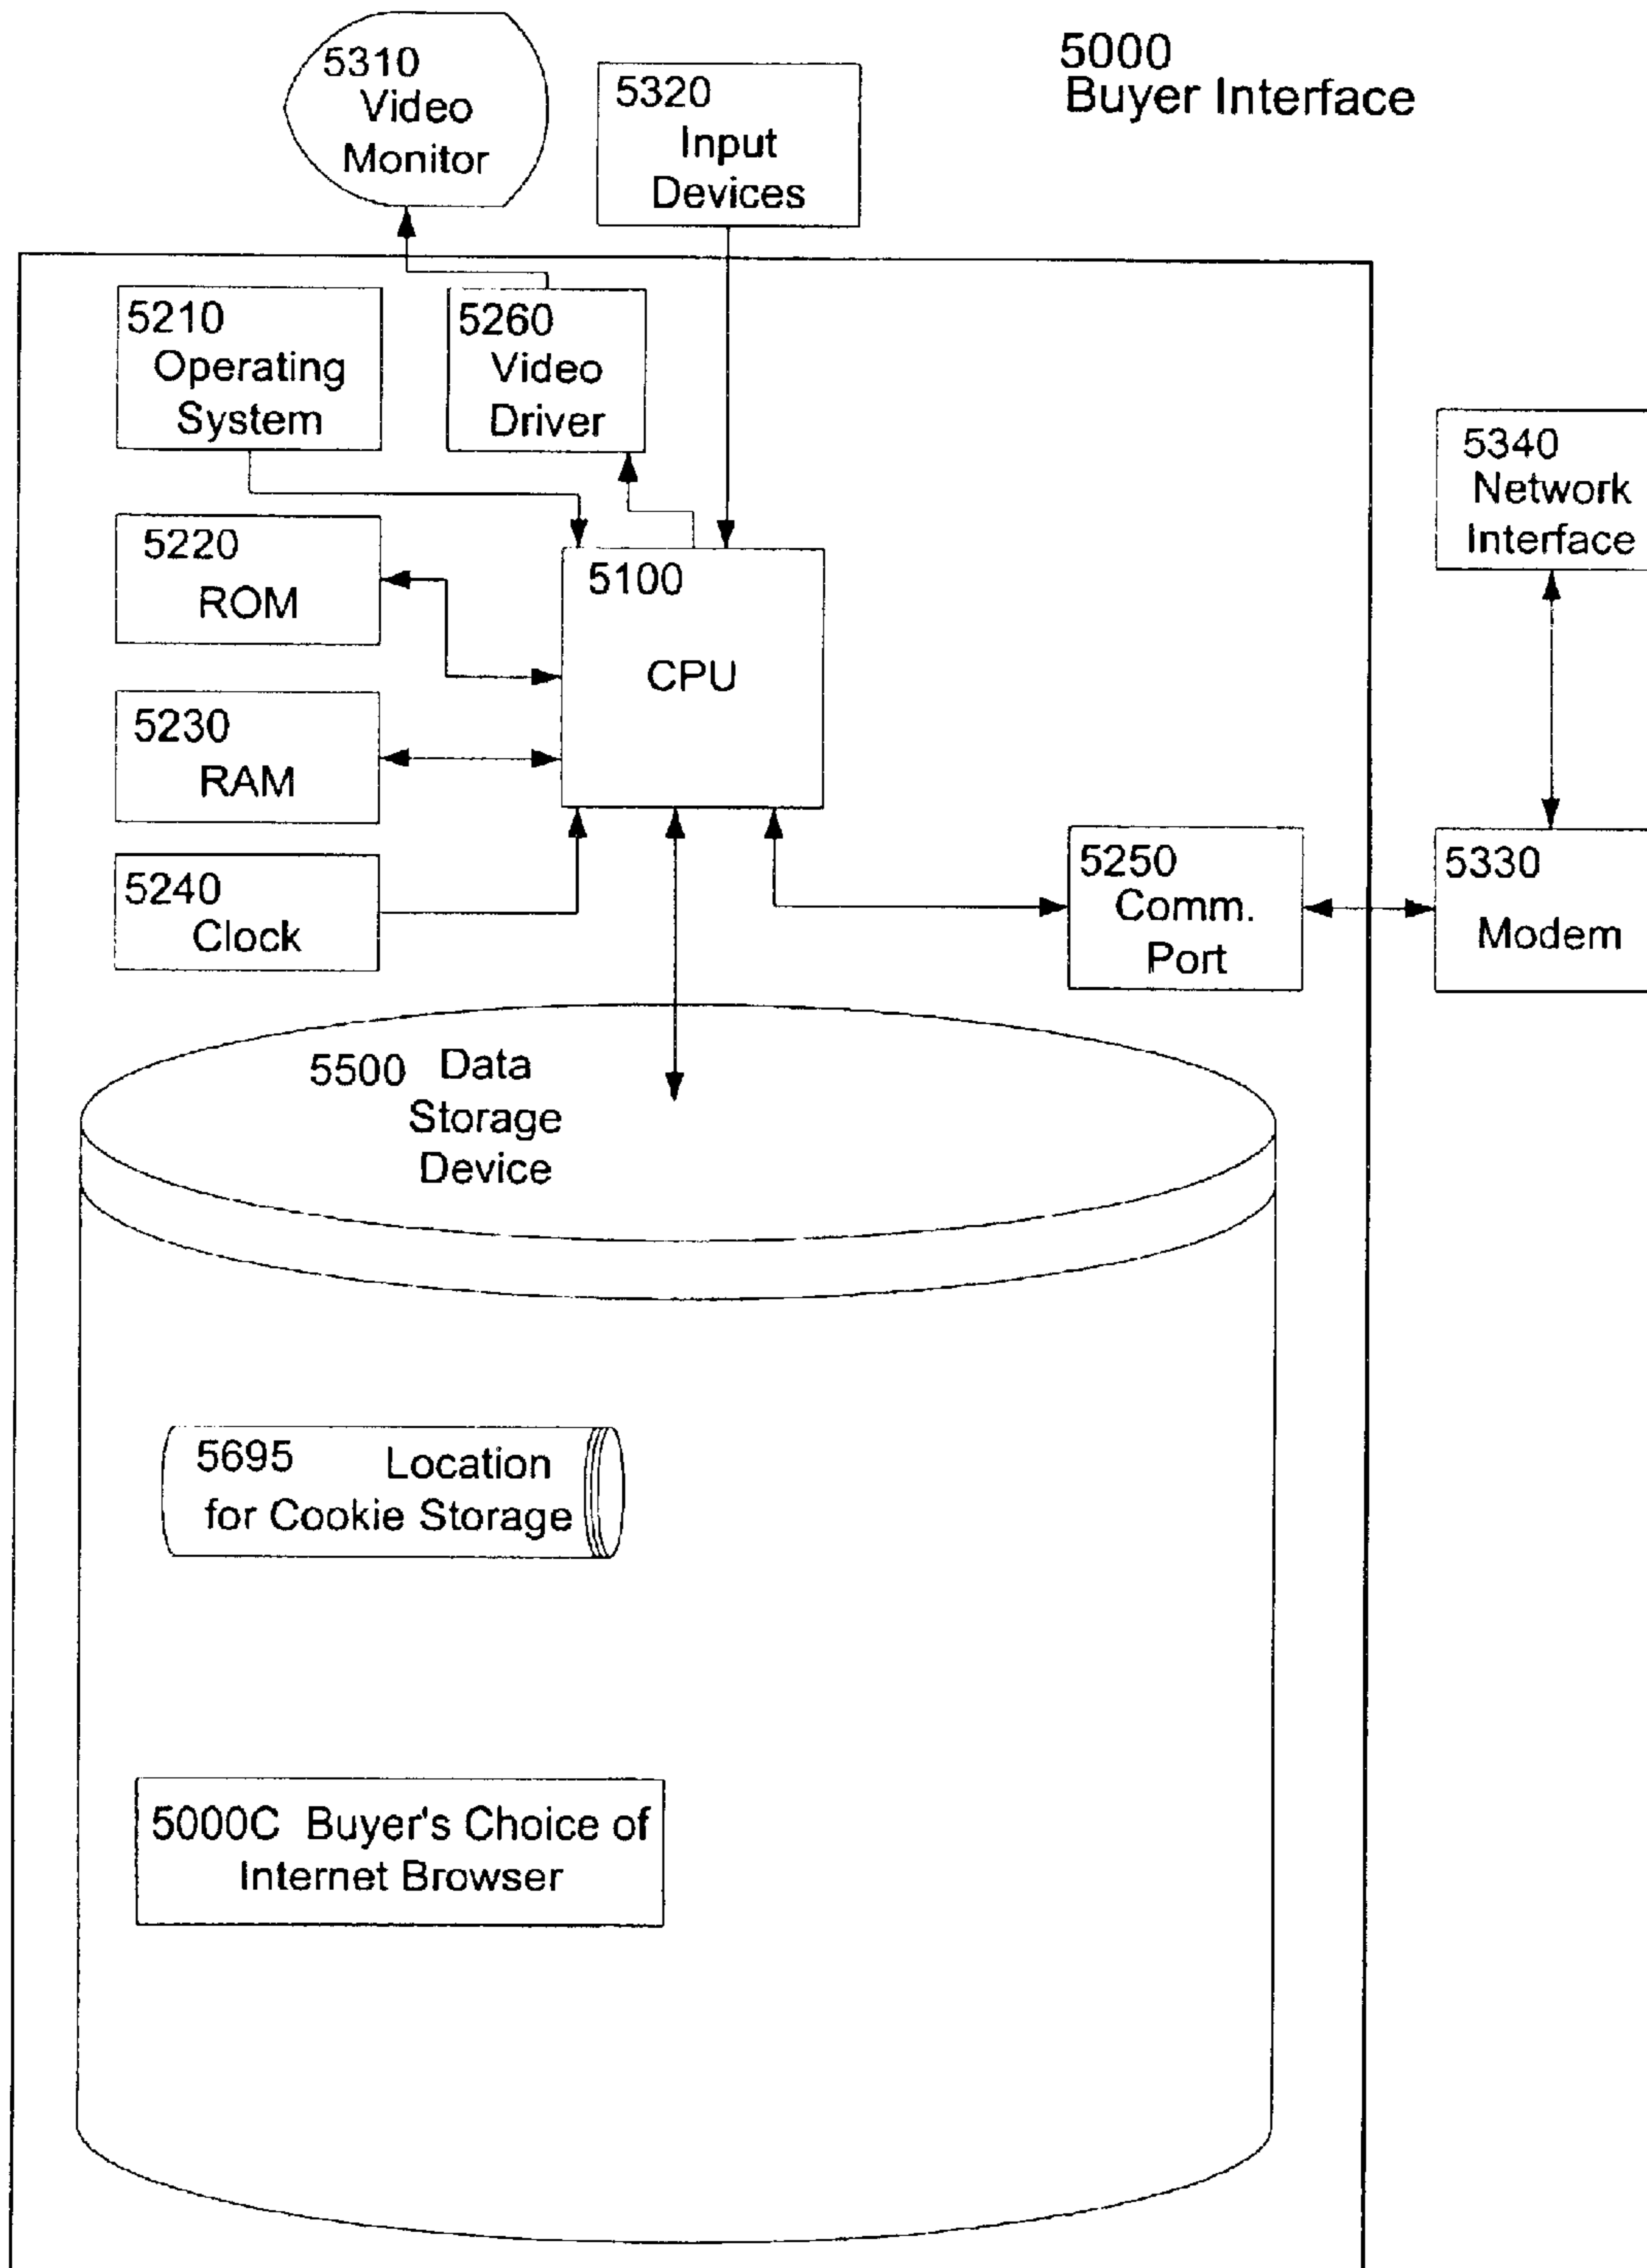 5000
Buyer Interface
5310
Video
Monitor
5320
Input
Devices
5210
Operating
System
5260
Video
Driver
5340
Network
Interface
5220
ROM
5100
CPU
5230
RAM
5240
Clock
5250
Comm.
Port
5330
Modem
5500 Data
Storage
Device
5695 Location
for Cookie Storage
5000C Buyer's Choice of
Internet Browser